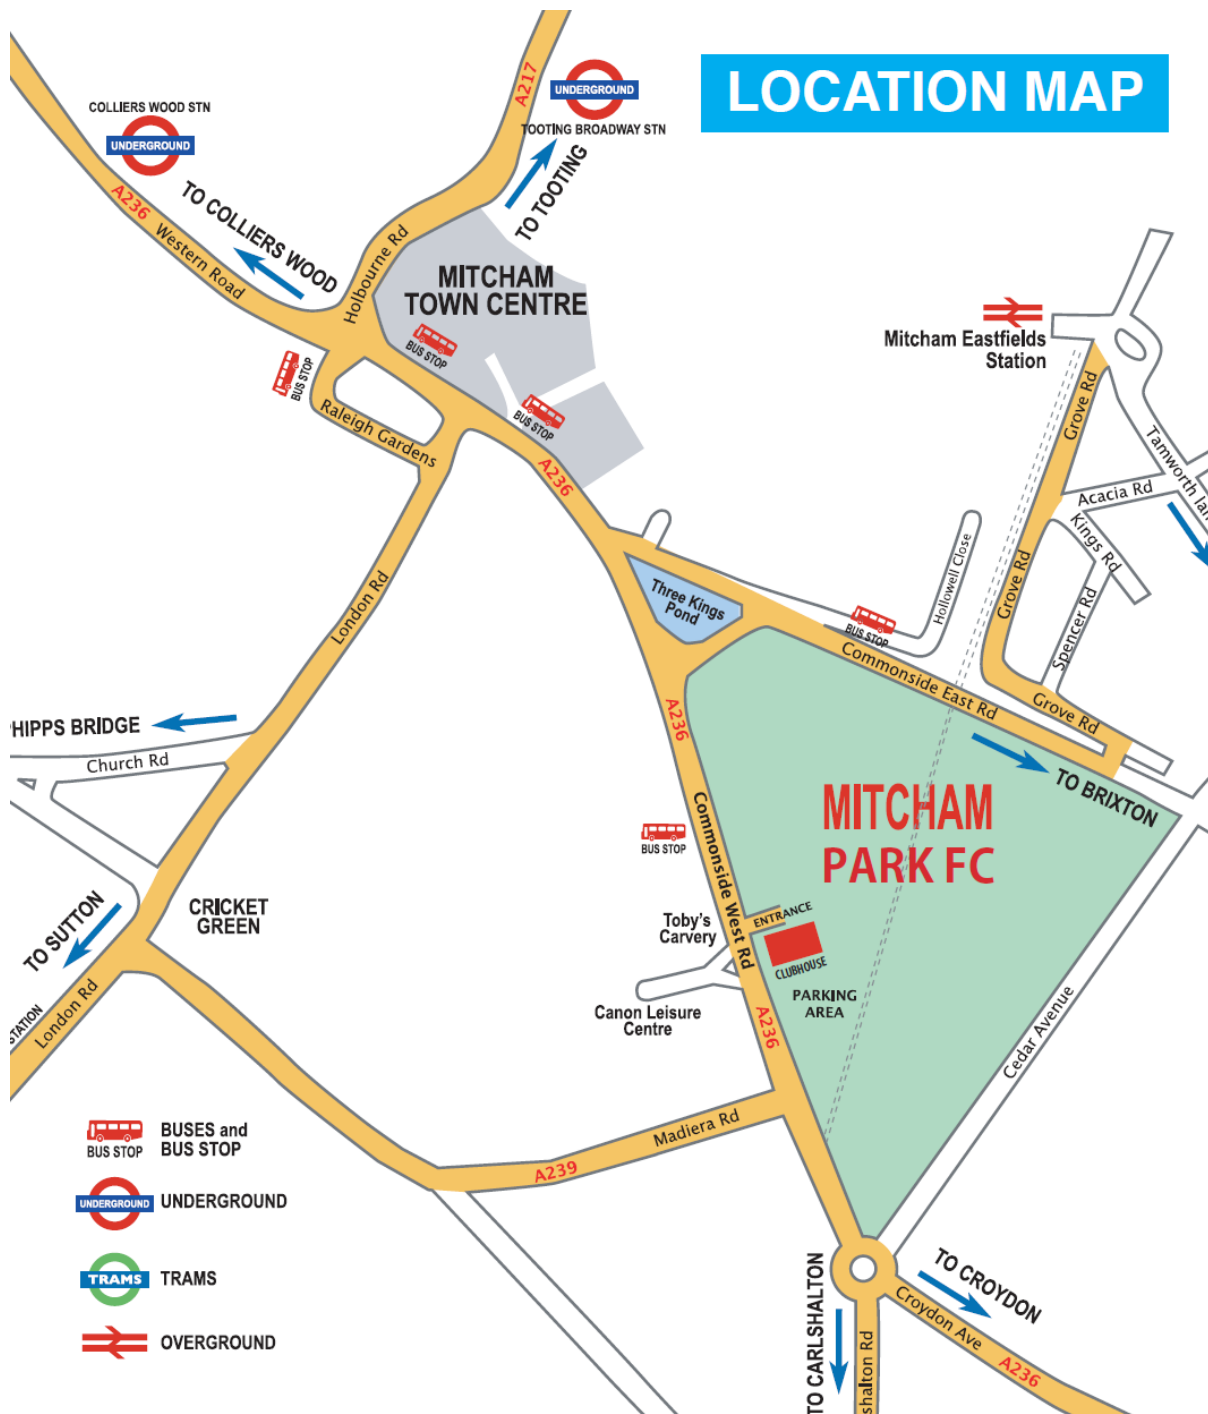 LOCATION MAP
A217
UNDERGROUND
TOOTING BROADWAY STN
COLLIERS WOOD STN
UNDERGROUND
TO TOOTING
TO COLLIERS WOOD
A236
Western Road
Holbourne Rd
MITCHAM
TOWN CENTRE
BUS STOP
BUS STOP
BUS STOP
Raleigh Gardens
A236
Mitcham Eastfields
Station
Grove Rd
Tamworth lan
Acacia Rd
Kings Rd
Hollowell Close
Grove Rd
Spencer Rd
Three Kings
Pond
BUS STOP
London Rd
Commonside East Rd
Grove Rd
A236
HIPPS BRIDGE
Church Rd
TO BRIXTON
MITCHAM
PARK FC
Commonside West Rd
BUS STOP
CRICKET
GREEN
TO SUTTON
Toby's
Carvery
ENTRANCE
CLUBHOUSE
PARKING
AREA
Canon Leisure
Centre
A236
Cedar Avenue
STATION
London Rd
Madiera Rd
A239
BUS STOP
BUSES and
BUS STOP
UNDERGROUND
UNDERGROUND
TRAMS
TRAMS
OVERGROUND
TO CARLSHALTON
shalton Rd
TO CROYDON
Croydon Ave
A236